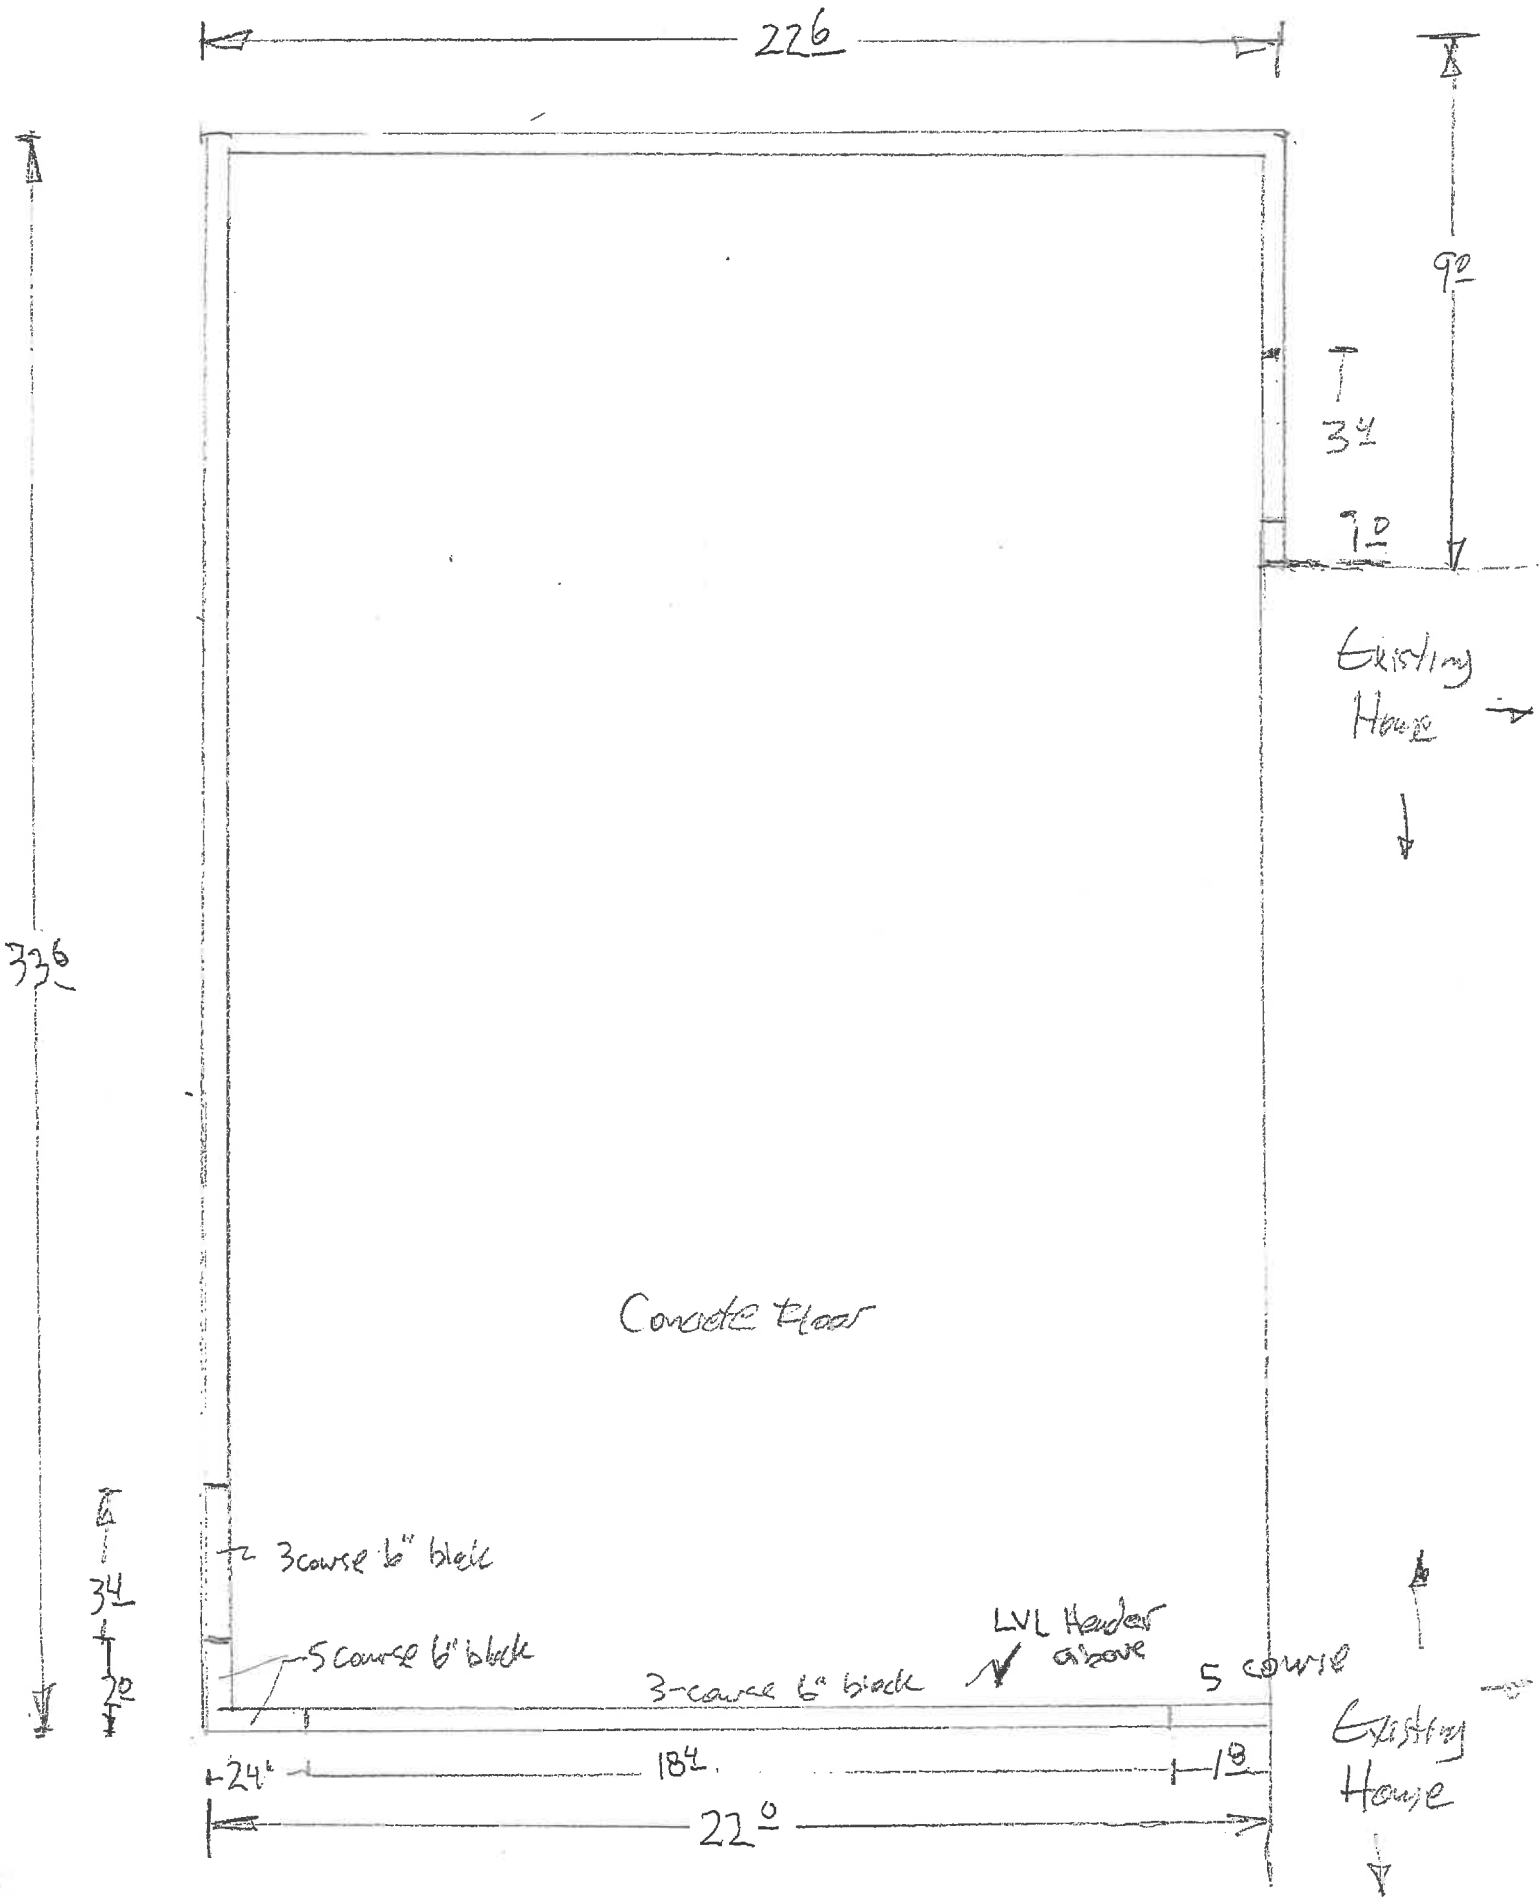 22 6
9 0
3 4
9 0
Existing
House
33 6
Concrete Floor
3 course 6" block
3 4
LVL Header
above
5 course 6" block
5 course
2 0
3-course 6" block
Existing
House
24"
18 4
1 8
22 0